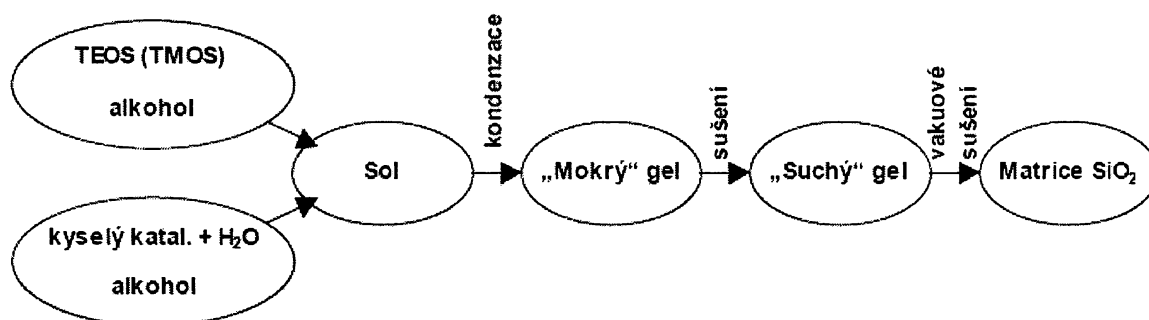 TEOS (TMOS)
alkohol
kyselý katal. + H₂O
alkohol
Sol
kondenzace
„Mokrý“ gel
sušení
„Suchý“ gel
vakuové
sušení
Matrice SiO₂